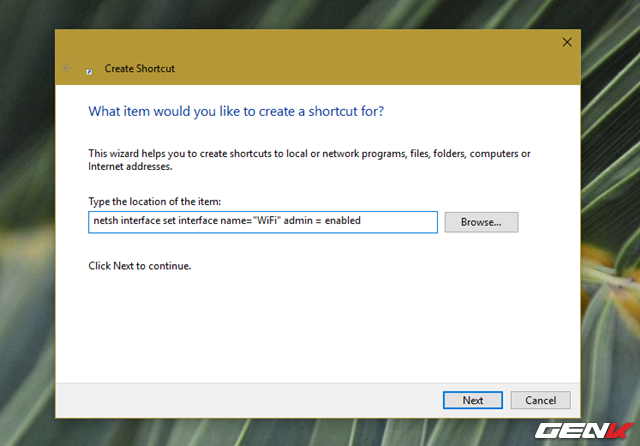 Create Shortcut
What item would you like to create a shortcut for?
This wizard helps you to create shortcuts to local or network programs, files, folders, computers or
Internet addresses.
Type the location of the item:
netsh interface set interface name="WiFi" admin = enabled
Browse...
Click Next to continue.
Next
Cancel
GENK